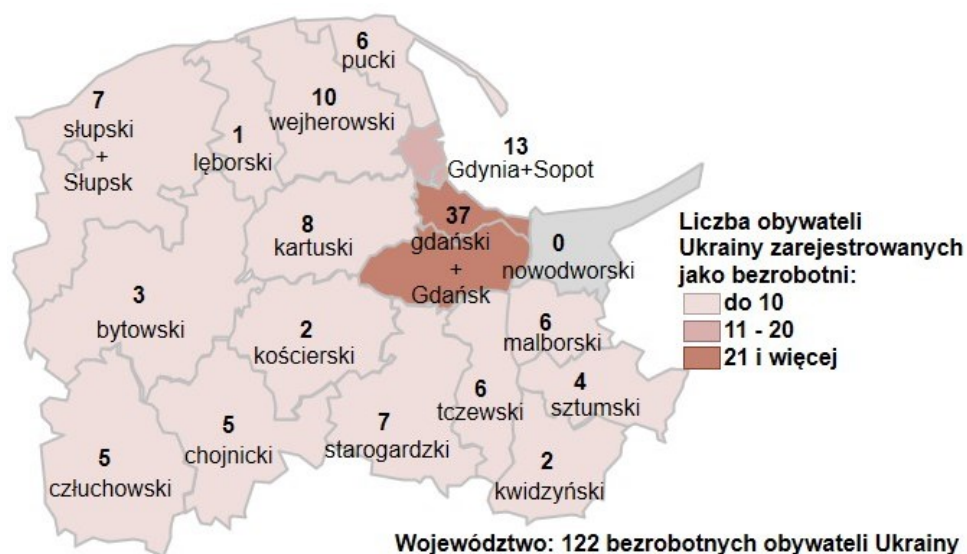 6
pucki
7
słupski
+
Słupsk
1
lęborski
10
wejherowski
13
Gdynia+Sopot
8
kartuski
37
gdański
+
Gdańsk
0
nowodworski
Liczba obywateli
Ukrainy zarejestrowanych
jako bezrobotni:
do 10
11 - 20
21 i więcej
3
bytowski
2
kościerski
6
malborski
5
człuchowski
5
chojnicki
7
starogardzki
6
tczewski
4
sztumski
2
kwidzyński
Województwo: 122 bezrobotnych obywateli Ukrainy